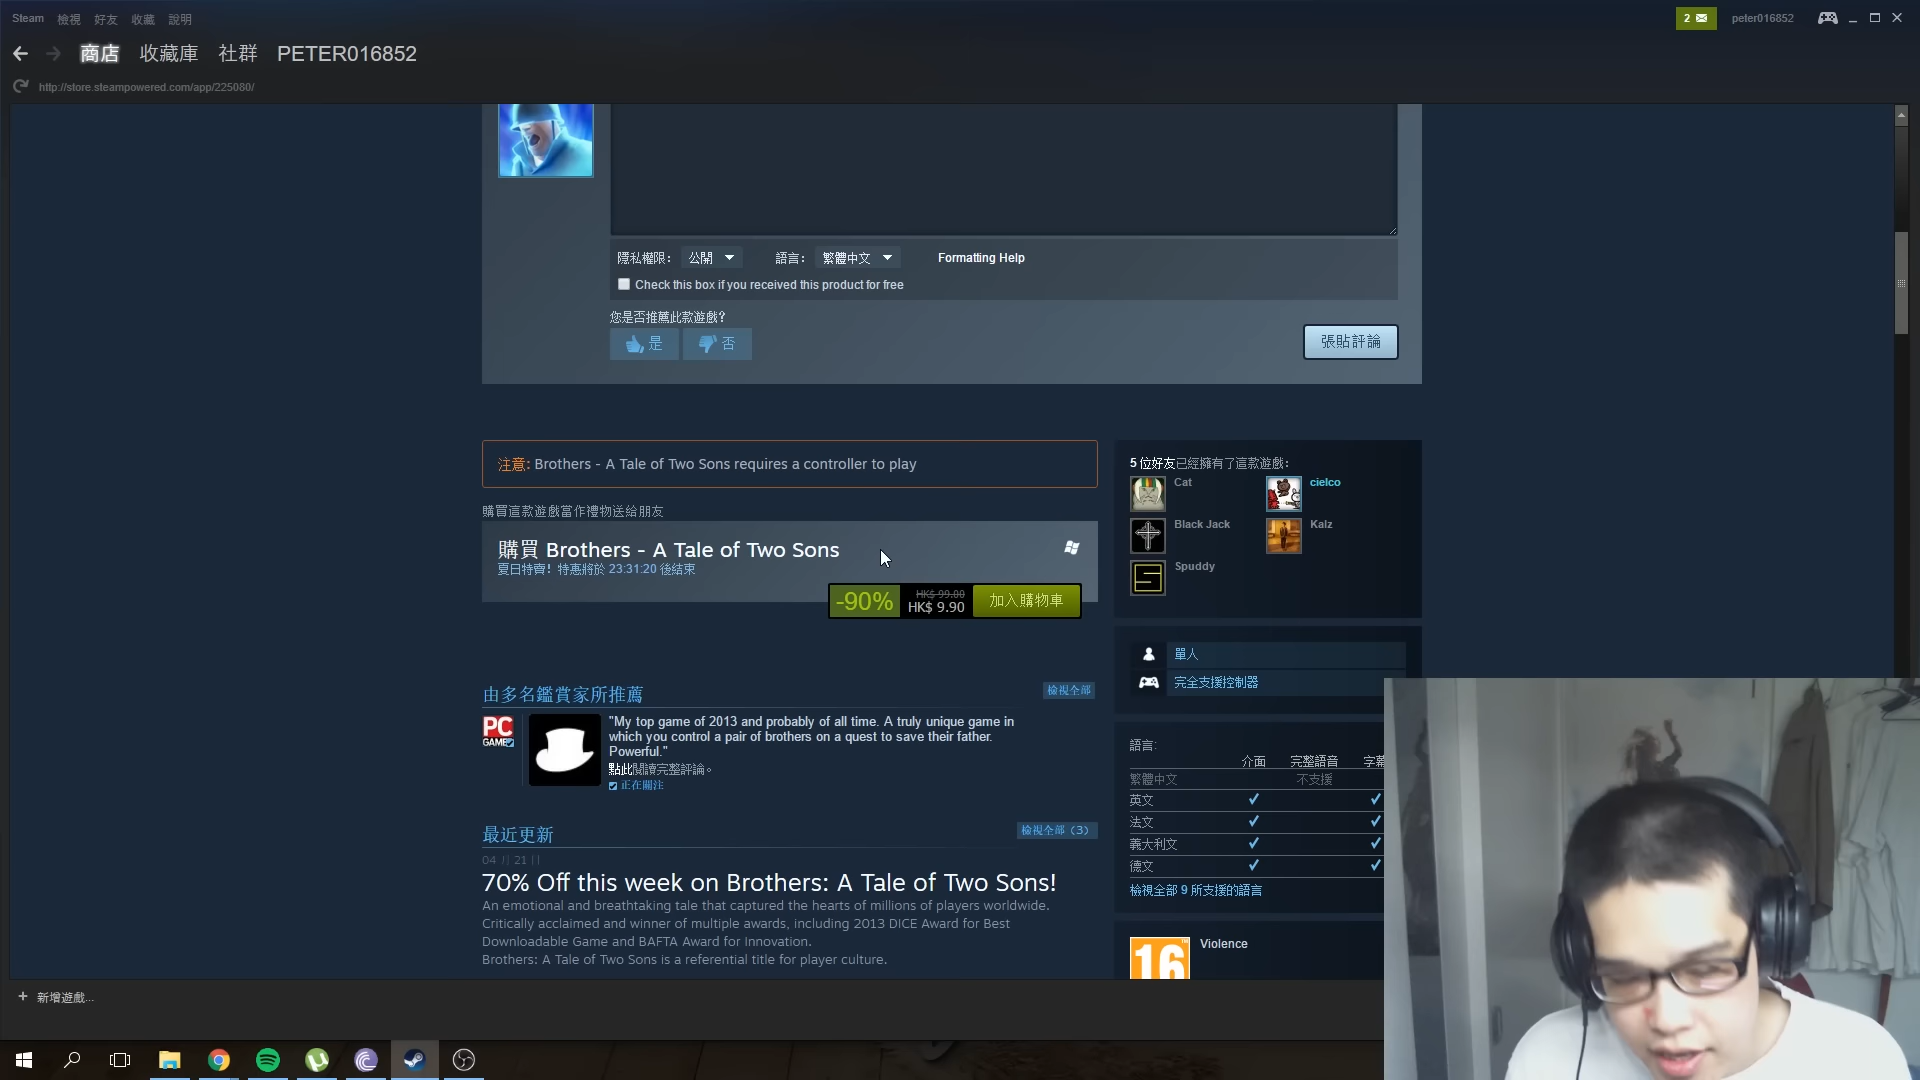 Steam 檢視 好友 收藏 說明
2
peter016852
商店 收藏庫 社群 PETER016852
http://store.steampowered.com/app/225080/
隱私權限: 公開 語言: 繁體中文 Formatting Help
Check this box if you received this product for free
您是否推薦此款遊戲?
是 否
張貼評論
注意: Brothers - A Tale of Two Sons requires a controller to play
購買這款遊戲當作禮物送給朋友
購買 Brothers - A Tale of Two Sons
夏日特賣! 特惠將於 23:31:20 後結束
-90% HK$ 99.00 HK$ 9.90 加入購物車
5 位好友已經擁有了這款遊戲:
Cat cielco
Black Jack Kalz
Spuddy
單人
完全支援控制器
由多名鑑賞家所推薦 檢視全部
PC GAMER
"My top game of 2013 and probably of all time. A truly unique game in
which you control a pair of brothers on a quest to save their father.
Powerful."
點此閱讀完整評論。
正在關注
最近更新 檢視全部 (3)
04 月 21 日
70% Off this week on Brothers: A Tale of Two Sons!
An emotional and breathtaking tale that captured the hearts of millions of players worldwide.
Critically acclaimed and winner of multiple awards, including 2013 DICE Award for Best
Downloadable Game and BAFTA Award for Innovation.
Brothers: A Tale of Two Sons is a referential title for player culture.
語言:
介面 完整語音 字幕
繁體中文 不支援
英文
法文
義大利文
德文
檢視全部 9 所支援的語言
16 Violence
+ 新增遊戲...